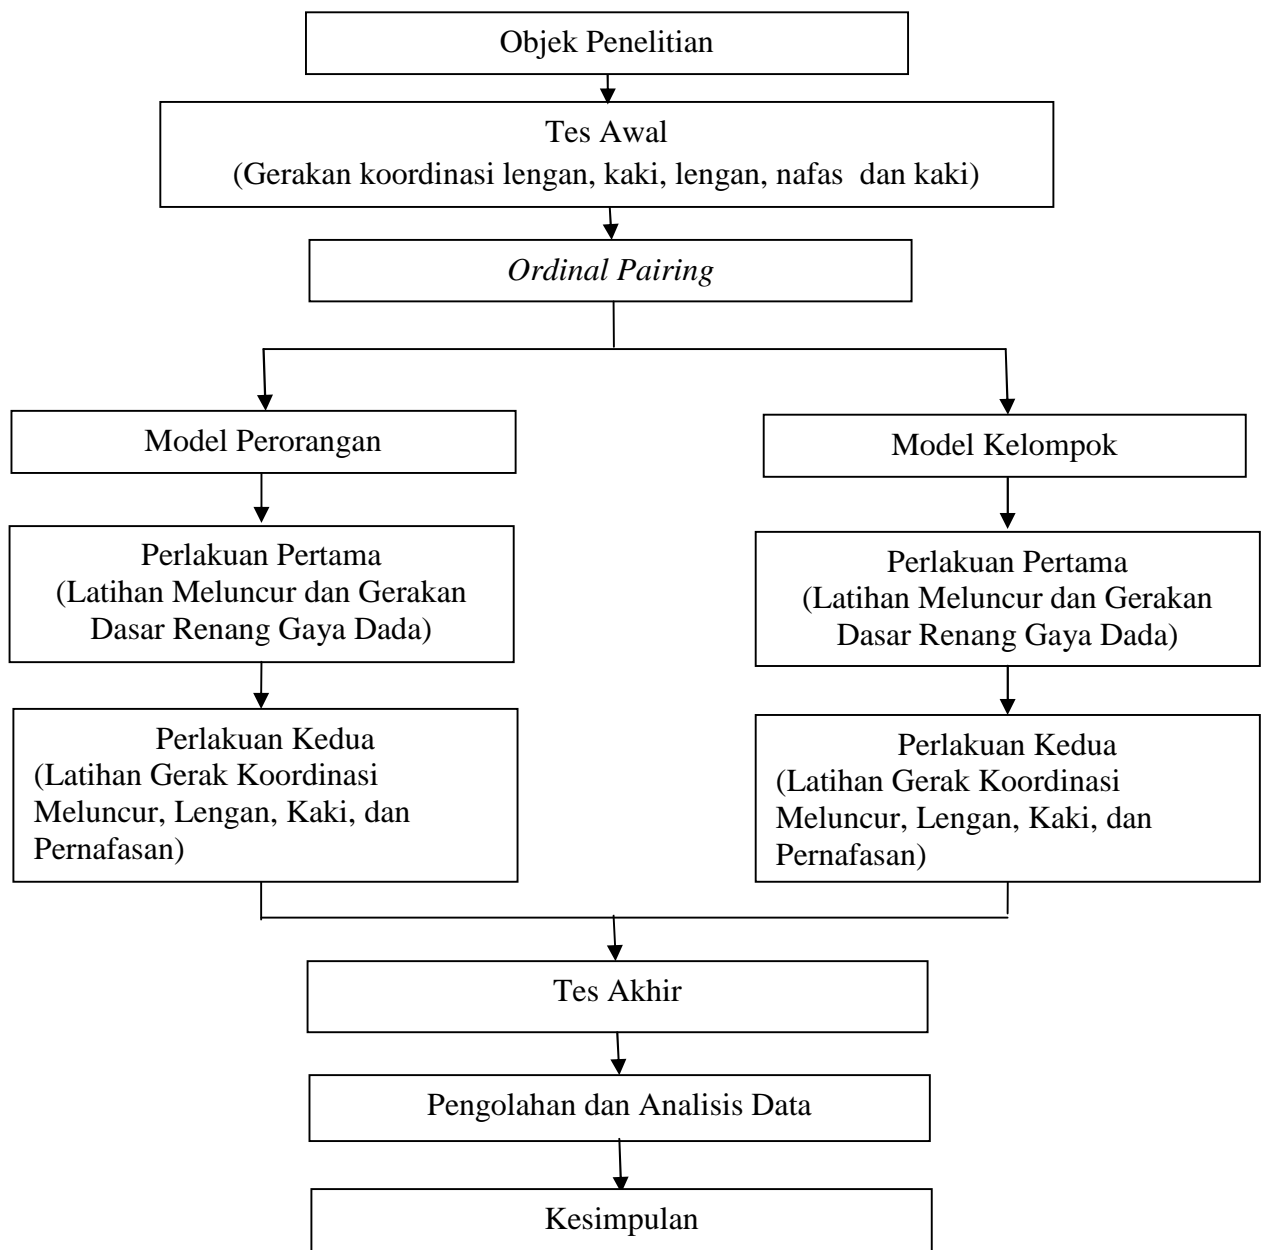 Objek Penelitian
Tes Awal
(Gerakan koordinasi lengan, kaki, lengan, nafas  dan kaki)
Ordinal Pairing
Model Perorangan
Model Kelompok
Perlakuan Pertama
(Latihan Meluncur dan Gerakan
Dasar Renang Gaya Dada)
Perlakuan Pertama
(Latihan Meluncur dan Gerakan
Dasar Renang Gaya Dada)
Perlakuan Kedua
(Latihan Gerak Koordinasi
Meluncur, Lengan, Kaki, dan
Pernafasan)
Perlakuan Kedua
(Latihan Gerak Koordinasi
Meluncur, Lengan, Kaki, dan
Pernafasan)
Tes Akhir
Pengolahan dan Analisis Data
Kesimpulan